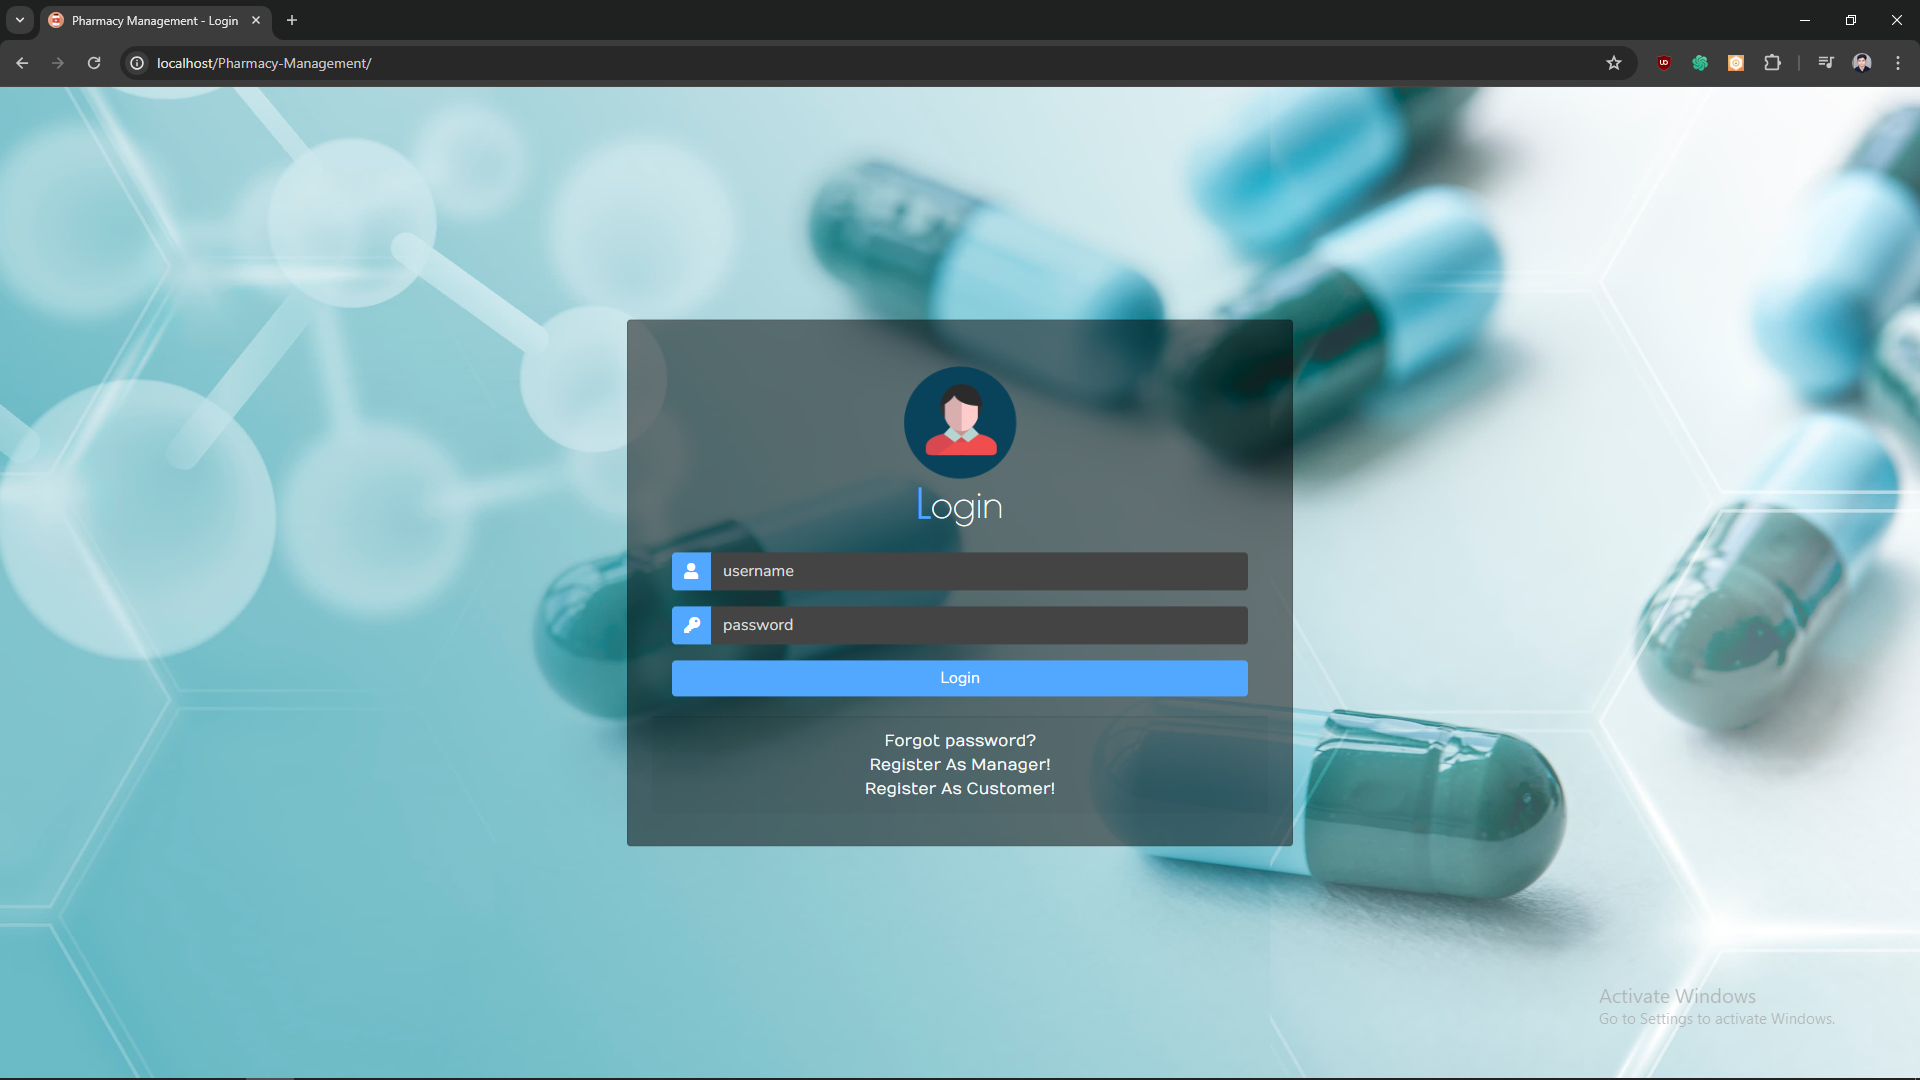 Pharmacy Management - Login
localhost/Pharmacy-Management/
Login
username
password
Login
Forgot password?
Register As Manager!
Register As Customer!
Activate Windows
Go to Settings to activate Windows.